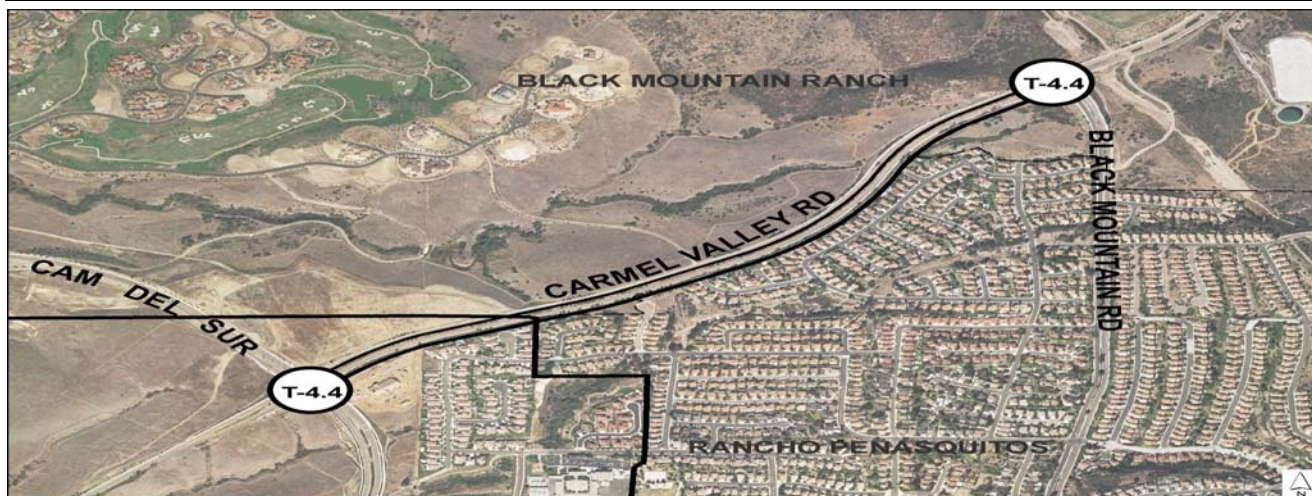 BLACK MOUNTAIN RANCH
T-4.4
BLACK MOUNTAIN RD
CARMEL VALLEY RD
CAM DEL SUR
T-4.4
RANCHO PENASQUITOS